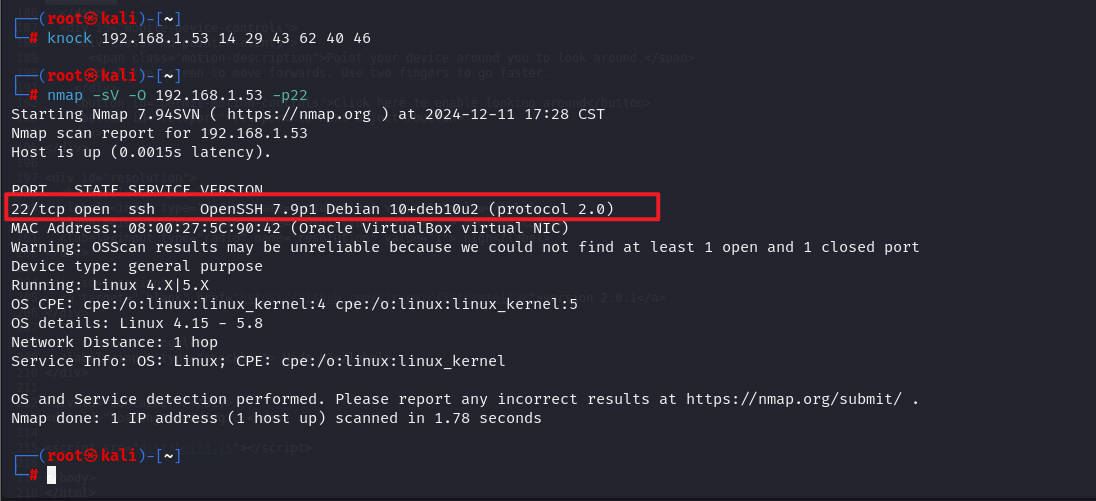 ┌──(root㉿kali)-[~]
└─# knock 192.168.1.53 14 29 43 62 40 46
┌──(root㉿kali)-[~]
└─# nmap -sV -O 192.168.1.53 -p22
Starting Nmap 7.94SVN ( https://nmap.org ) at 2024-12-11 17:28 CST
Nmap scan report for 192.168.1.53
Host is up (0.0015s latency).
PORT   STATE SERVICE VERSION
22/tcp open  ssh     OpenSSH 7.9p1 Debian 10+deb10u2 (protocol 2.0)
MAC Address: 08:00:27:5C:90:42 (Oracle VirtualBox virtual NIC)
Warning: OSScan results may be unreliable because we could not find at least 1 open and 1 closed port
Device type: general purpose
Running: Linux 4.X|5.X
OS CPE: cpe:/o:linux:linux_kernel:4 cpe:/o:linux:linux_kernel:5
OS details: Linux 4.15 - 5.8
Network Distance: 1 hop
Service Info: OS: Linux; CPE: cpe:/o:linux:linux_kernel
OS and Service detection performed. Please report any incorrect results at https://nmap.org/submit/ .
Nmap done: 1 IP address (1 host up) scanned in 1.78 seconds
┌──(root㉿kali)-[~]
└─#